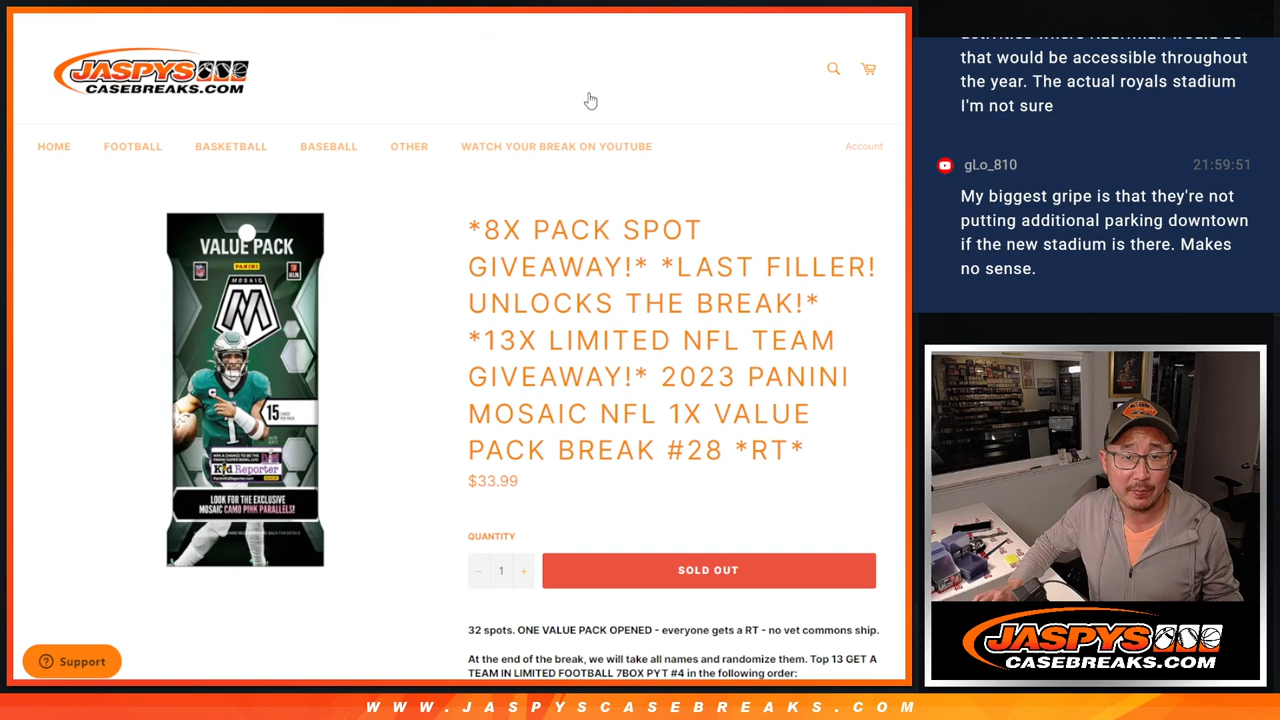 JASPYS
CASEBREAKS.COM
HOME FOOTBALL BASKETBALL BASEBALL OTHER WATCH YOUR BREAK ON YOUTUBE Account
VALUE PACK
PANINI
MOSAIC
15
Kid Reporter
LOOK FOR THE EXCLUSIVE
MOSAIC CAMO PINK PARALLELS!
*8X PACK SPOT
GIVEAWAY!* *LAST FILLER!
UNLOCKS THE BREAK!*
*13X LIMITED NFL TEAM
GIVEAWAY!* 2023 PANINI
MOSAIC NFL 1X VALUE
PACK BREAK #28 *RT*
$33.99
QUANTITY
− 1 +
SOLD OUT
32 spots. ONE VALUE PACK OPENED - everyone gets a RT - no vet commons ship.
At the end of the break, we will take all names and randomize them. Top 13 GET A
TEAM IN LIMITED FOOTBALL 7BOX PYT #4 in the following order:
Support
that would be accessible throughout
the year. The actual royals stadium
I'm not sure
gLo_810 21:59:51
My biggest gripe is that they're not
putting additional parking downtown
if the new stadium is there. Makes
no sense.
JASPYS
CASEBREAKS.COM
WWW.JASPYSCASEBREAKS.COM